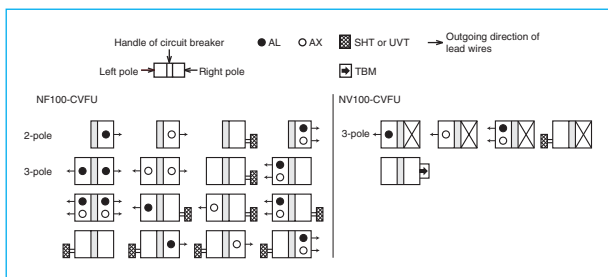 Handle of circuit breaker
AL
AX
SHT or UVT
Outgoing direction of
lead wires
Left pole
Right pole
TBM
NF100-CVFU
NV100-CVFU
2-pole
3-pole
3-pole